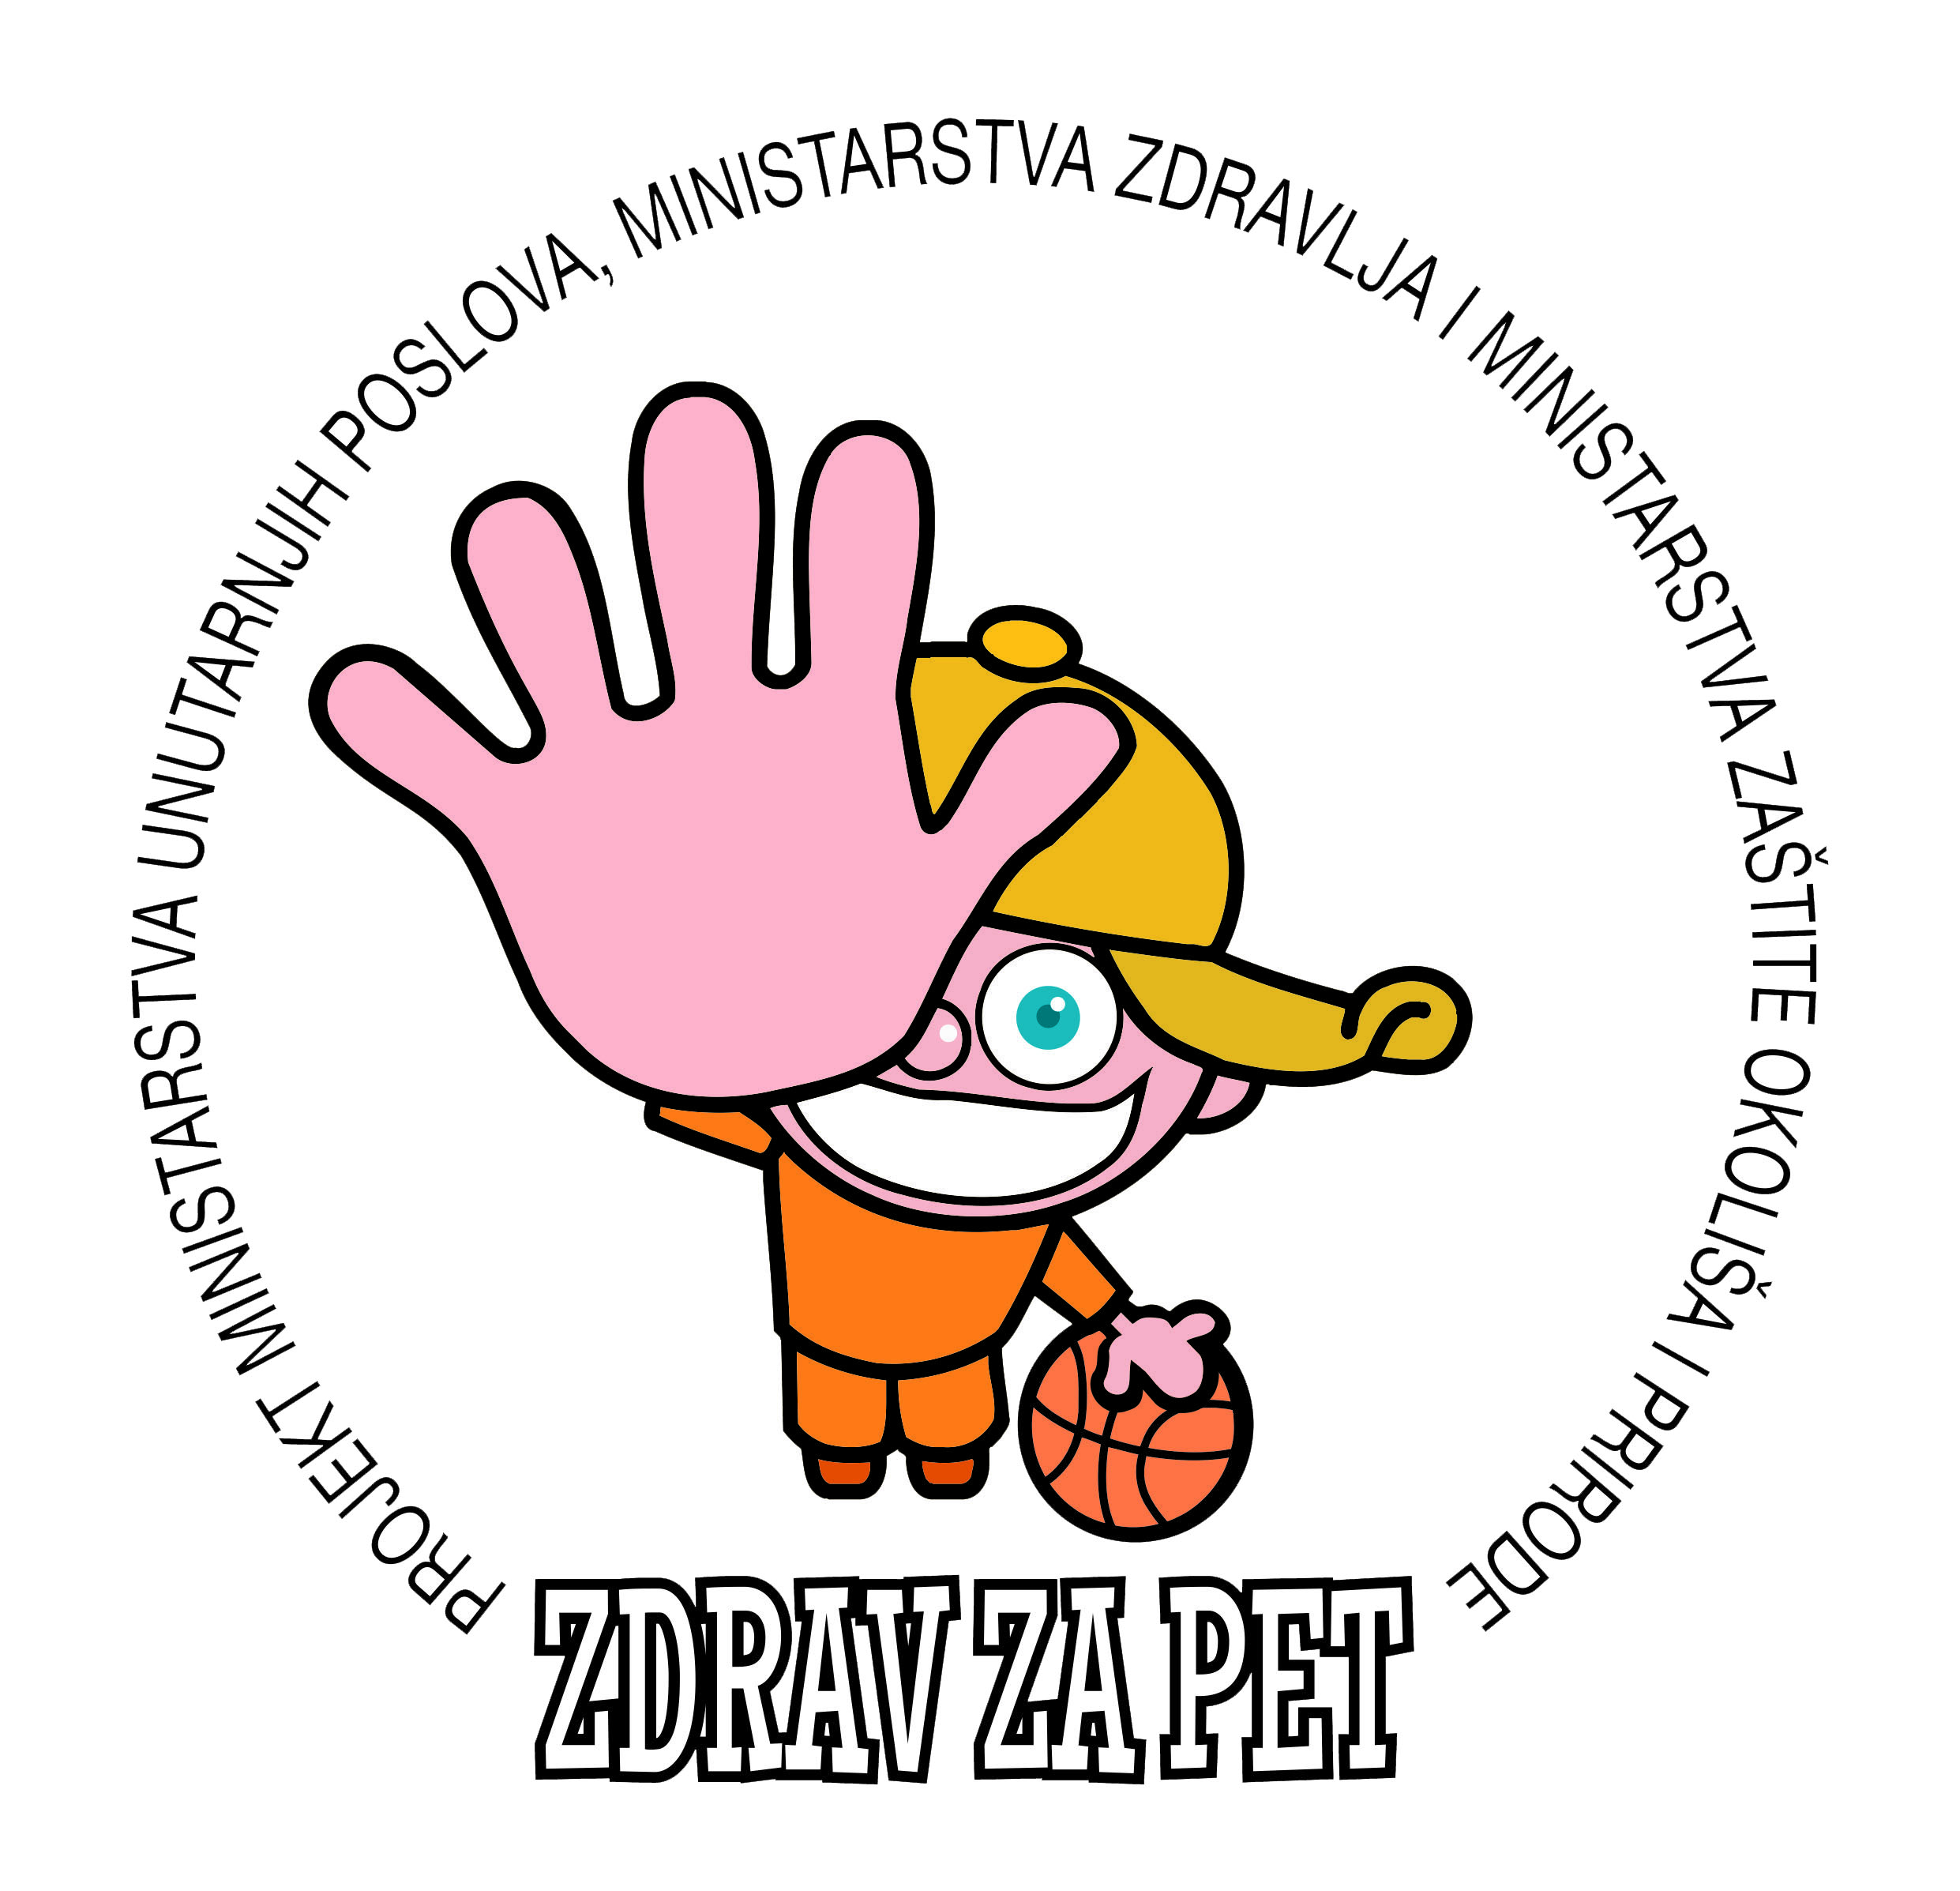 PROJEKT MINISTARSTVA UNUTARNJIH POSLOVA, MINISTARSTVA ZDRAVLJA I MINISTARSTVA ZAŠTITE OKOLIŠA I PRIRODE
ZDRAV ZA PET